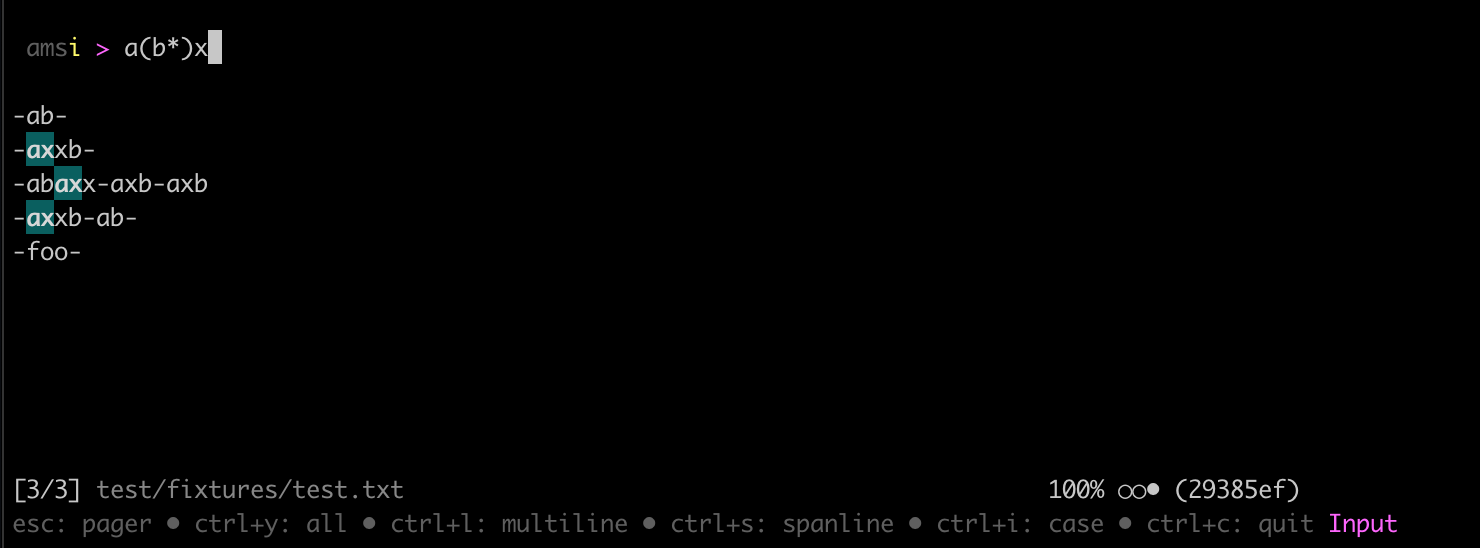 amsi > a(b*)x
-ab-
-axxb-
-abaxx-axb-axb
-axxb-ab-
-foo-
[3/3] test/fixtures/test.txt 100% ○○● (29385ef)
esc: pager ● ctrl+y: all ● ctrl+l: multiline ● ctrl+s: spanline ● ctrl+i: case ● ctrl+c: quit Input